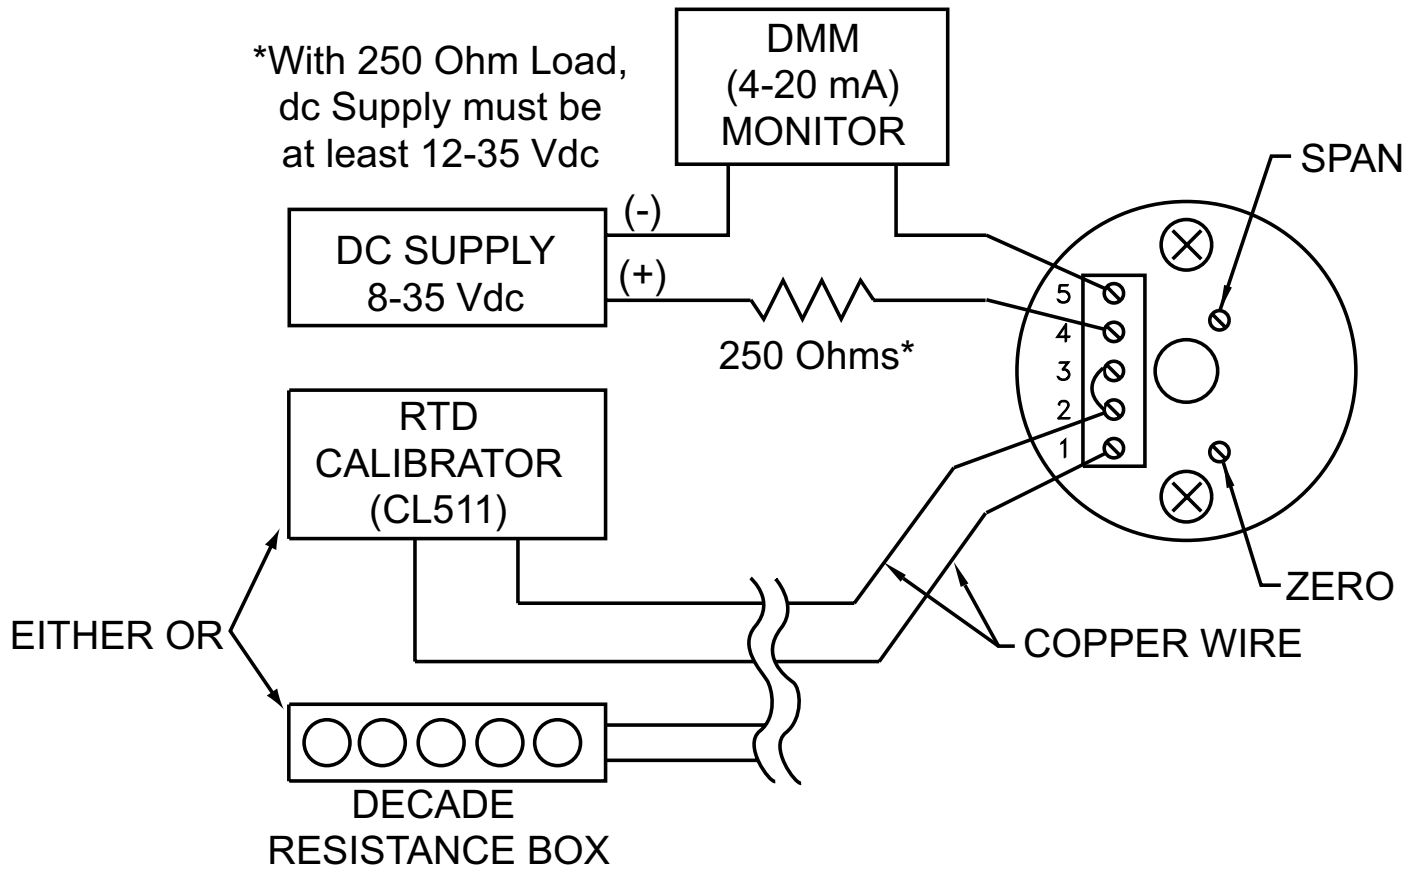 *With 250 Ohm Load,
dc Supply must be
at least 12-35 Vdc
DMM
(4-20 mA)
MONITOR
SPAN
(-)
DC SUPPLY
8-35 Vdc
(+)
250 Ohms*
5
4
3
2
1
RTD
CALIBRATOR
(CL511)
ZERO
EITHER OR
COPPER WIRE
DECADE
RESISTANCE BOX